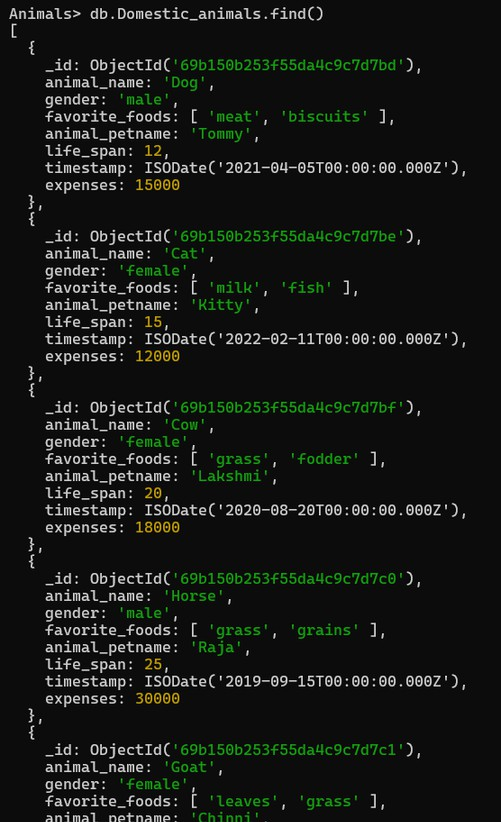 Animals> db.Domestic_animals.find()
[
  {
    _id: ObjectId('69b150b253f55da4c9c7d7bd'),
    animal_name: 'Dog',
    gender: 'male',
    favorite_foods: [ 'meat', 'biscuits' ],
    animal_petname: 'Tommy',
    life_span: 12,
    timestamp: ISODate('2021-04-05T00:00:00.000Z'),
    expenses: 15000
  },
  {
    _id: ObjectId('69b150b253f55da4c9c7d7be'),
    animal_name: 'Cat',
    gender: 'female',
    favorite_foods: [ 'milk', 'fish' ],
    animal_petname: 'Kitty',
    life_span: 15,
    timestamp: ISODate('2022-02-11T00:00:00.000Z'),
    expenses: 12000
  },
  {
    _id: ObjectId('69b150b253f55da4c9c7d7bf'),
    animal_name: 'Cow',
    gender: 'female',
    favorite_foods: [ 'grass', 'fodder' ],
    animal_petname: 'Lakshmi',
    life_span: 20,
    timestamp: ISODate('2020-08-20T00:00:00.000Z'),
    expenses: 18000
  },
  {
    _id: ObjectId('69b150b253f55da4c9c7d7c0'),
    animal_name: 'Horse',
    gender: 'male',
    favorite_foods: [ 'grass', 'grains' ],
    animal_petname: 'Raja',
    life_span: 25,
    timestamp: ISODate('2019-09-15T00:00:00.000Z'),
    expenses: 30000
  },
  {
    _id: ObjectId('69b150b253f55da4c9c7d7c1'),
    animal_name: 'Goat',
    gender: 'female',
    favorite_foods: [ 'leaves', 'grass' ],
    animal_petname: 'Chinni',